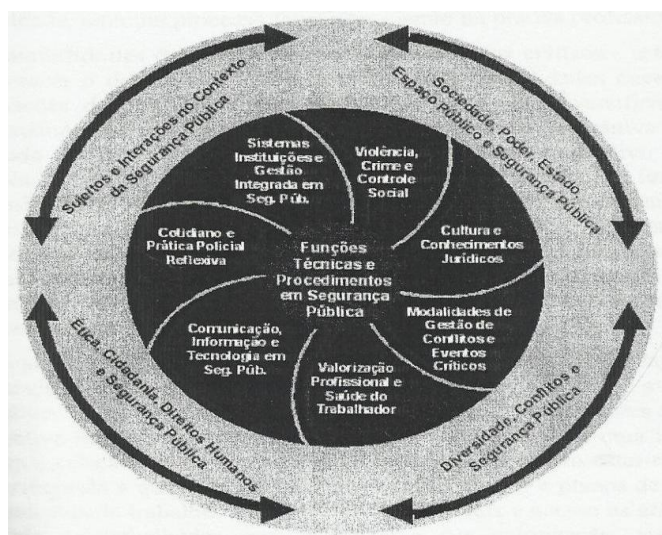 Sujeitos e Interações no Contexto
da Segurança Pública
Sociedade, Poder, Estado,
Espaço Público e Segurança Pública
Sistemas
Instituições e
Gestão
Integrada em
Seg. Púb.
Violência,
Crime e
Controle
Social
Cultura e
Conhecimentos
Jurídicos
Modalidades de
Gestão de
Conflitos e
Eventos
Críticos
Valorização
Profissional e
Saúde do
Trabalhador
Comunicação,
Informação e
Tecnologia em
Seg. Púb.
Cotidiano e
Prática Policial
Reflexiva
Funções
Técnicas e
Procedimentos
em Segurança
Pública
Ética, Cidadania, Direitos Humanos
e Segurança Pública
Diversidade, Conflitos e
Segurança Pública